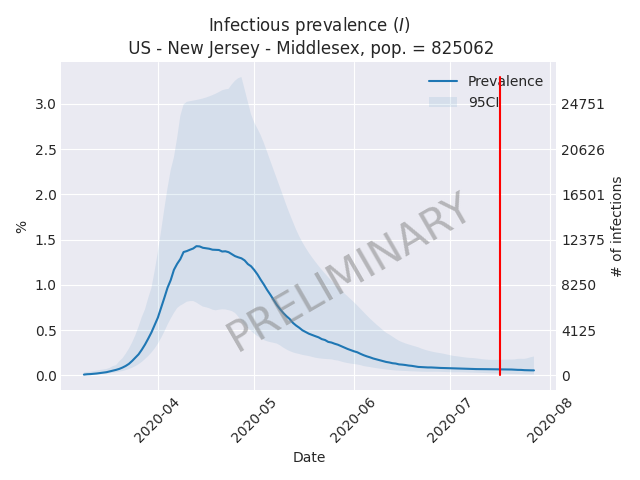 Infectious prevalence (I)
US - New Jersey - Middlesex, pop. = 825062
Prevalence
95CI
3.0
2.5
2.0
1.5
1.0
0.5
0.0
%
24751
20626
16501
12375
8250
4125
0
# of infections
PRELIMINARY
2020-04
2020-05
2020-06
2020-07
2020-08
Date